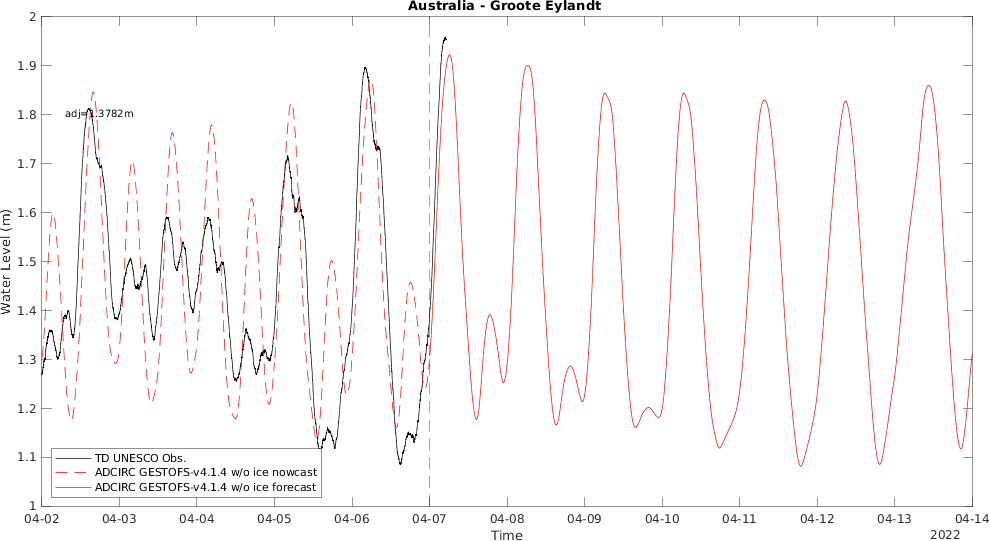 Australia - Groote Eylandt
Water Level (m)
2
1.9
1.8
1.7
1.6
1.5
1.4
1.3
1.2
1.1
1
adj=1.3782m
TD UNESCO Obs.
ADCIRC GESTOFS-v4.1.4 w/o ice nowcast
ADCIRC GESTOFS-v4.1.4 w/o ice forecast
04-02 04-03 04-04 04-05 04-06 04-07 04-08 04-09 04-10 04-11 04-12 04-13 04-14
Time
2022